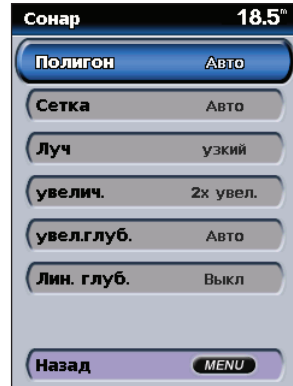 Сонар 18.5m
Полигон Авто
Сетка Авто
Луч узкий
увелич. 2х увел.
увел.глуб. Авто
Лин. глуб. Выкл
Назад MENU